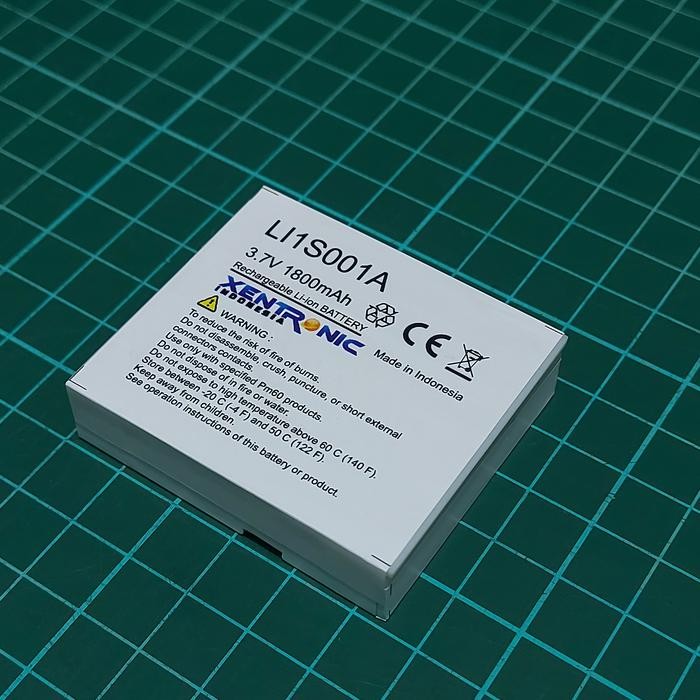 LI1S001A
3.7V 1800mAh
Rechargeable Li-ion BATTERY
XENTRONIC
INDONESIA
CE
Made in Indonesia
WARNING :
To reduce the risk of fire of burns.
Do not disassemble, crush, puncture, or short external
connectors contacts.
Use only with specified Pm60 products.
Do not dispose of in fire or water.
Do not expose to high temperature above 60 C (140 F).
Store between -20 C (-4 F) and 50 C (122 F).
Keep away from children.
See operation instructions of this battery or product.